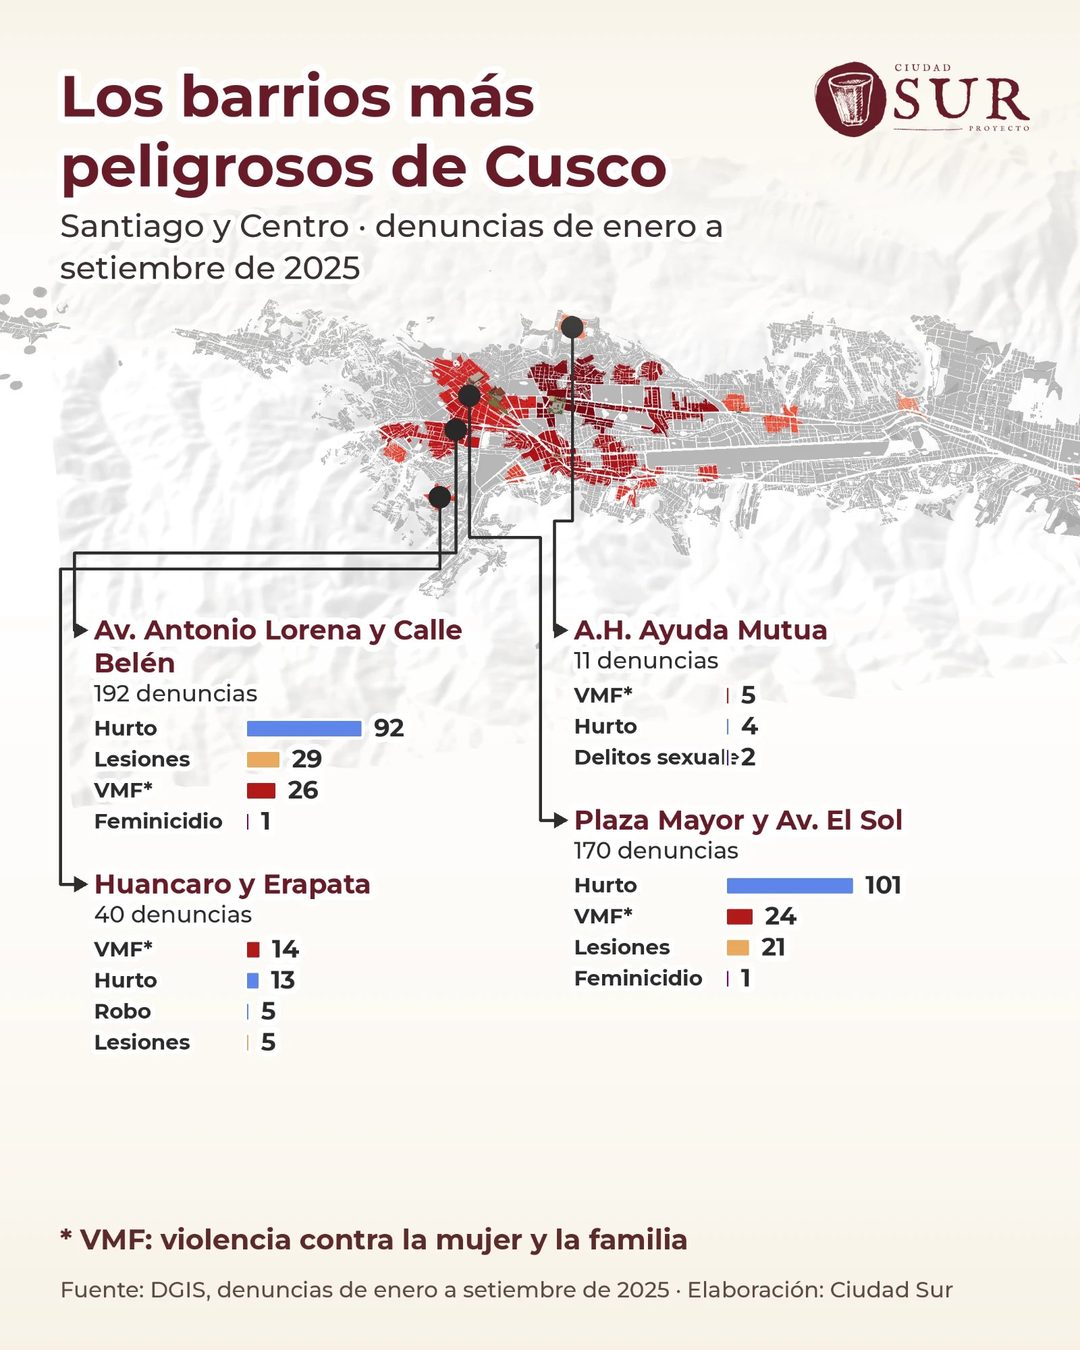 Los barrios más
peligrosos de Cusco
CIUDAD
SUR
PROYECTO
Santiago y Centro · denuncias de enero a
setiembre de 2025
Av. Antonio Lorena y Calle
Belén
192 denuncias
Hurto 92
Lesiones 29
VMF* 26
Feminicidio 1
Huancaro y Erapata
40 denuncias
VMF* 14
Hurto 13
Robo 5
Lesiones 5
A.H. Ayuda Mutua
11 denuncias
VMF* 5
Hurto 4
Delitos sexuale 2
Plaza Mayor y Av. El Sol
170 denuncias
Hurto 101
VMF* 24
Lesiones 21
Feminicidio 1
* VMF: violencia contra la mujer y la familia
Fuente: DGIS, denuncias de enero a setiembre de 2025 · Elaboración: Ciudad Sur